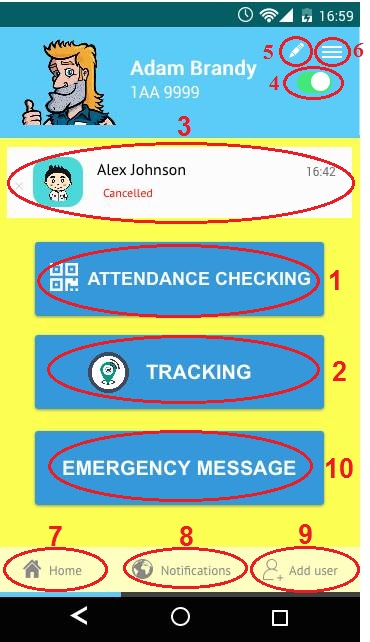 16:59
5
6
Adam Brandy
1AA 9999
4
3
Alex Johnson
16:42
Cancelled
ATTENDANCE CHECKING
1
TRACKING
2
EMERGENCY MESSAGE
10
7
8
9
Home
Notifications
Add user